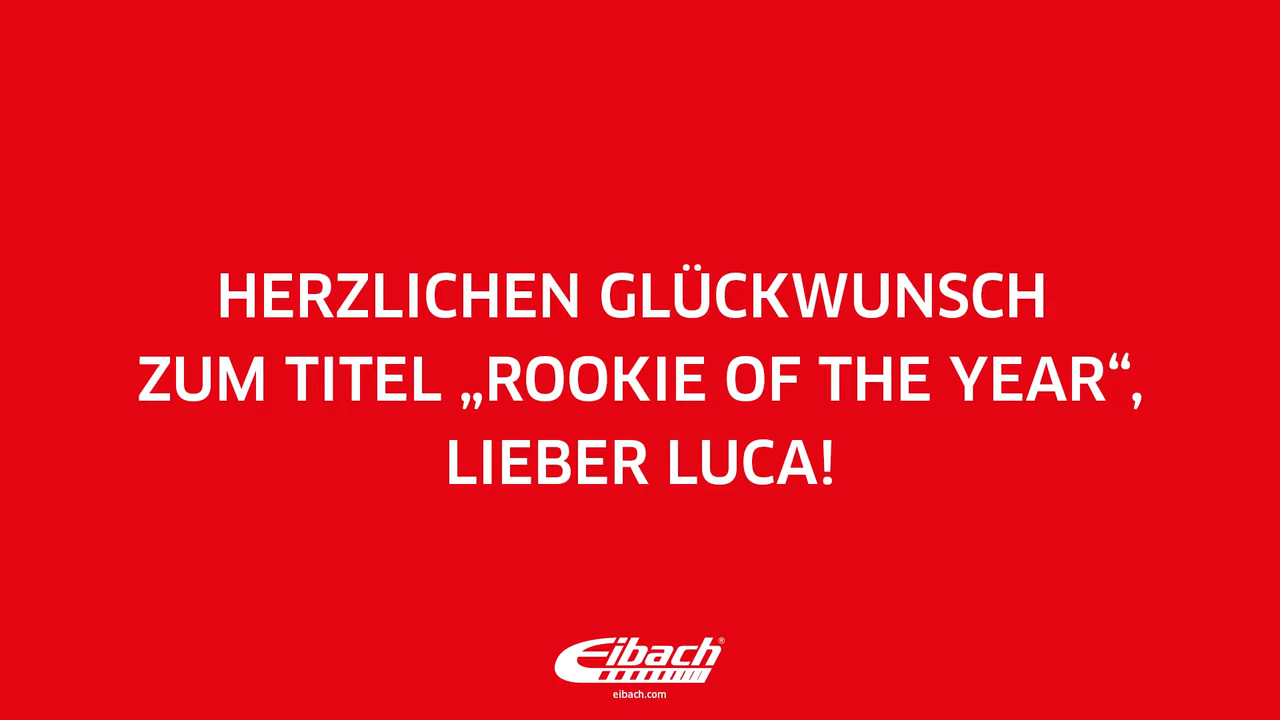 HERZLICHEN GLÜCKWUNSCH
ZUM TITEL „ROOKIE OF THE YEAR“,
LIEBER LUCA!
Eibach®
eibach.com